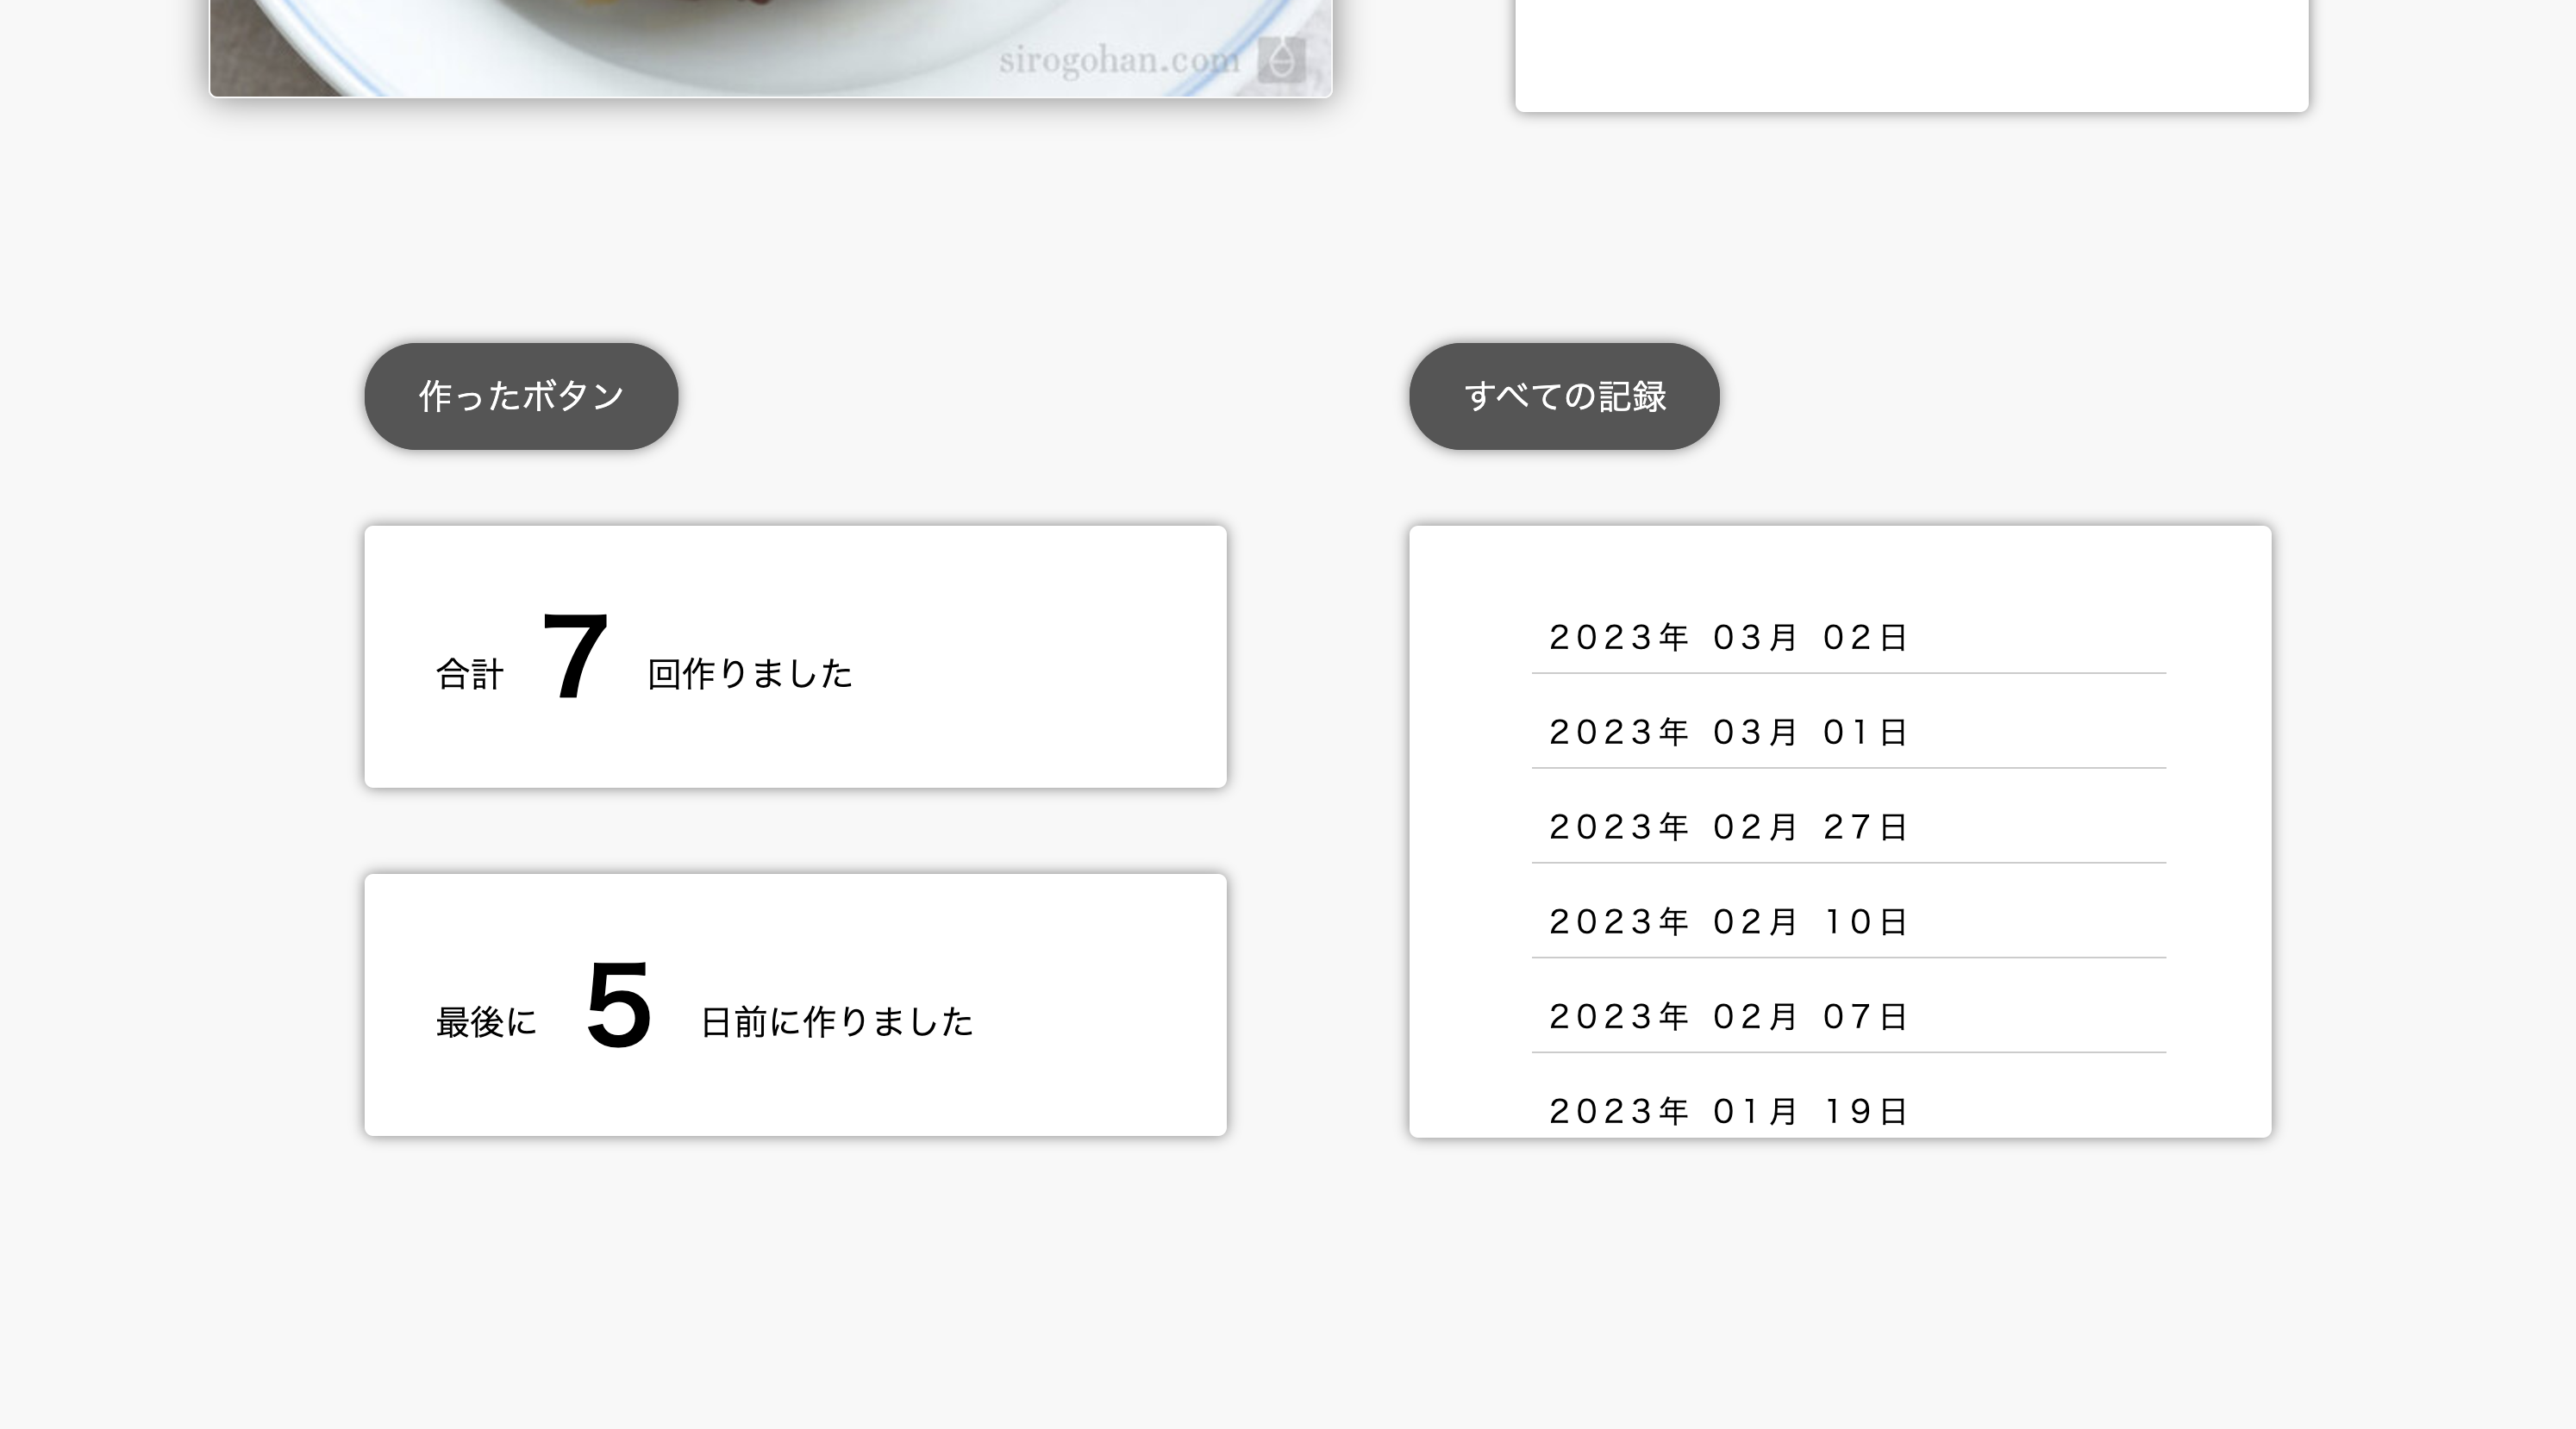 sirogohan.com
作ったボタン
合計 7 回作りました
最後に 5 日前に作りました
すべての記録
2023年 03月 02日
2023年 03月 01日
2023年 02月 27日
2023年 02月 10日
2023年 02月 07日
2023年 01月 19日